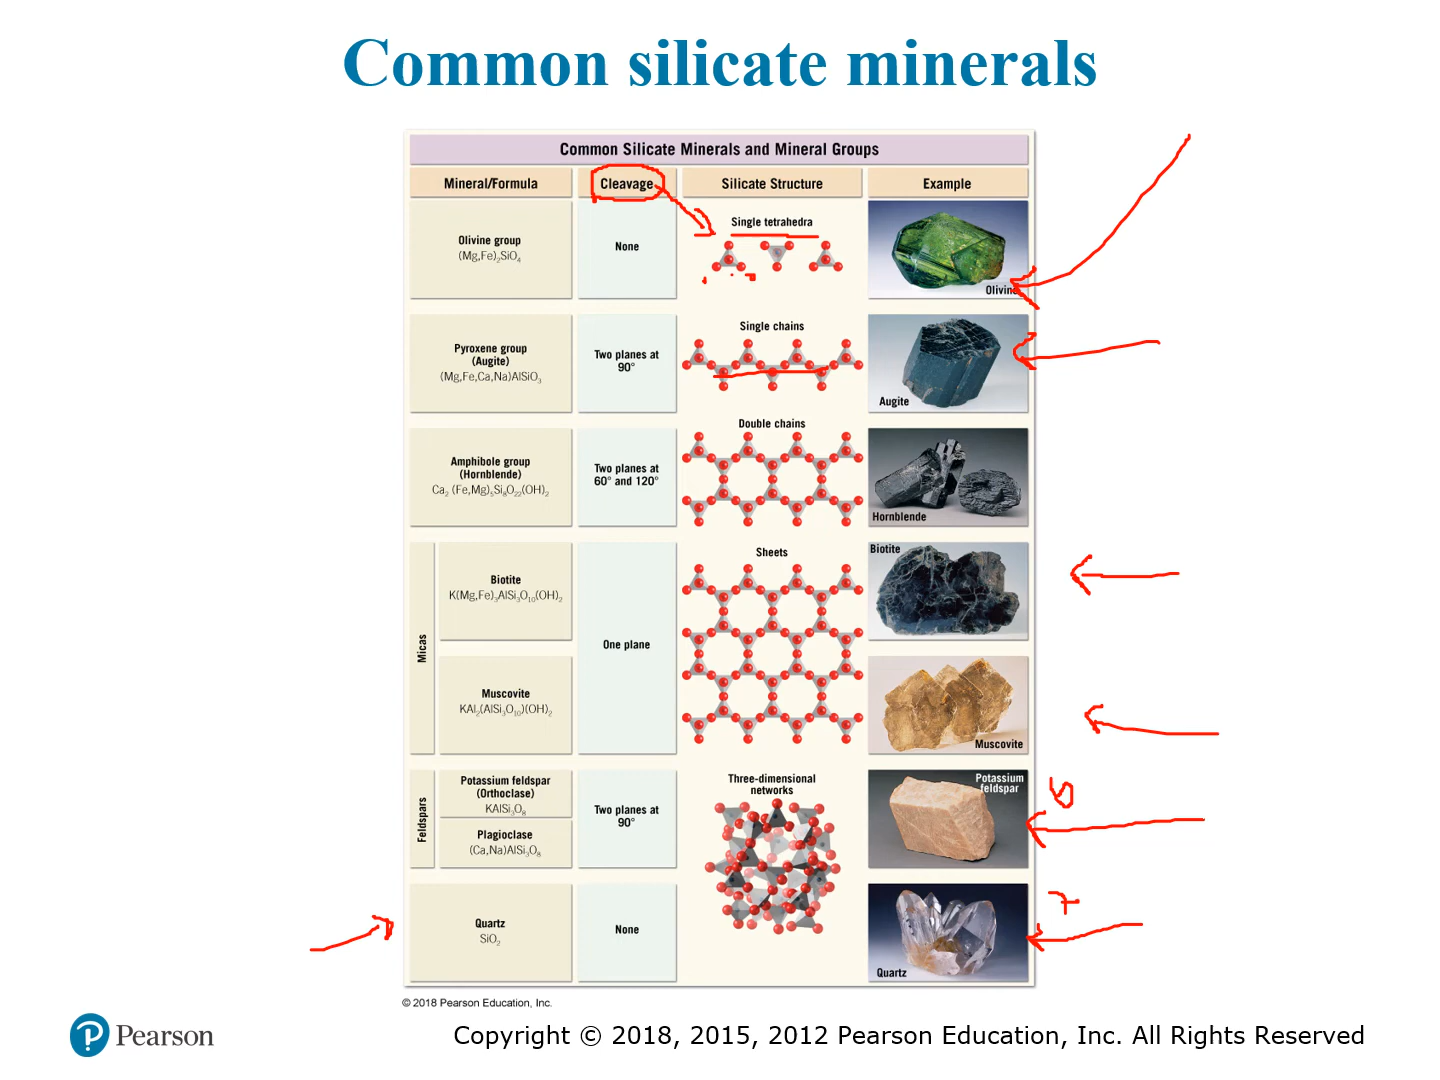 Common silicate minerals
Common Silicate Minerals and Mineral Groups
Mineral/Formula
Cleavage
Silicate Structure
Example
Olivine group
(Mg,Fe)₂SiO₄
None
Single tetrahedra
Olivine
Pyroxene group
(Augite)
(Mg,Fe,Ca,Na)AlSiO₃
Two planes at
90°
Single chains
Augite
Amphibole group
(Hornblende)
Ca₂ (Fe,Mg)₅Si₈O₂₂(OH)₂
Two planes at
60° and 120°
Double chains
Hornblende
Micas
Biotite
K(Mg,Fe)₃AlSi₃O₁₀(OH)₂
Muscovite
KAl₂(AlSi₃O₁₀)(OH)₂
One plane
Sheets
Biotite
Muscovite
Feldspars
Potassium feldspar
(Orthoclase)
KAlSi₃O₈
Plagioclase
(Ca,Na)AlSi₃O₈
Two planes at
90°
Three-dimensional
networks
Potassium
feldspar
Quartz
SiO₂
None
Quartz
7
© 2018 Pearson Education, Inc.
P Pearson
Copyright © 2018, 2015, 2012 Pearson Education, Inc. All Rights Reserved